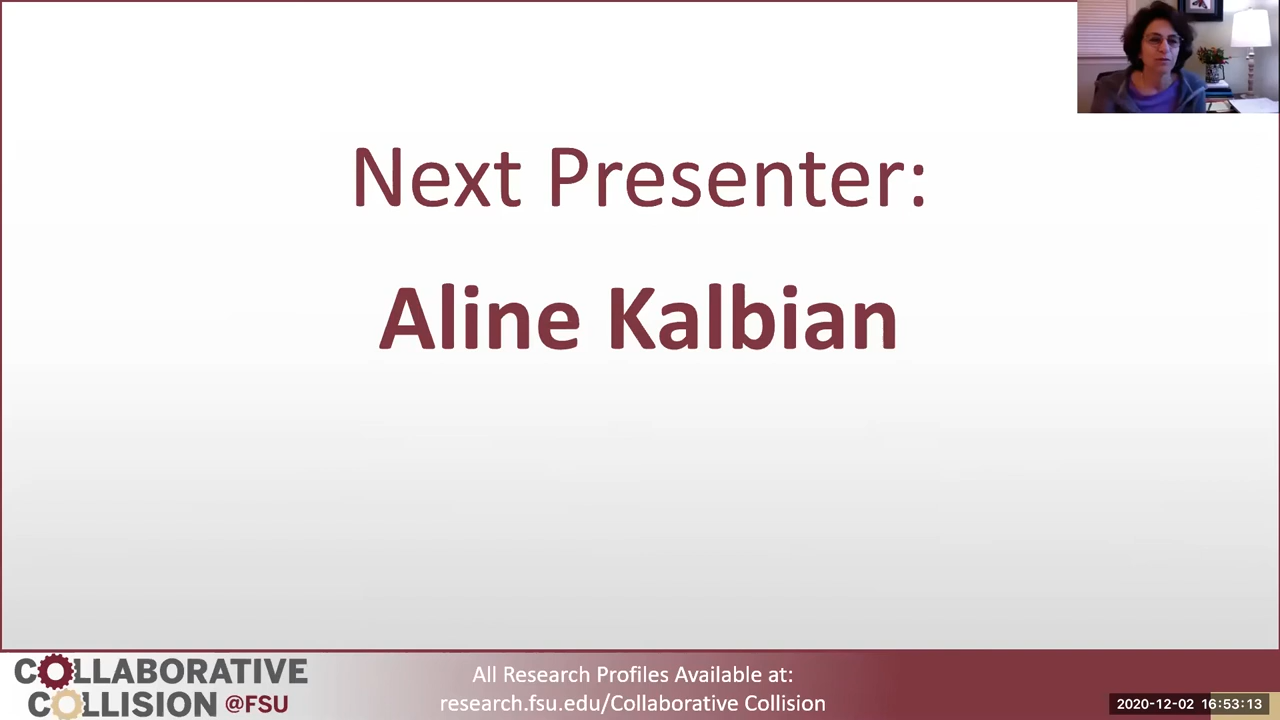 Next Presenter:
Aline Kalbian
COLLABORATIVE
COLLISION @FSU
All Research Profiles Available at:
research.fsu.edu/Collaborative Collision
2020-12-02 16:53:13